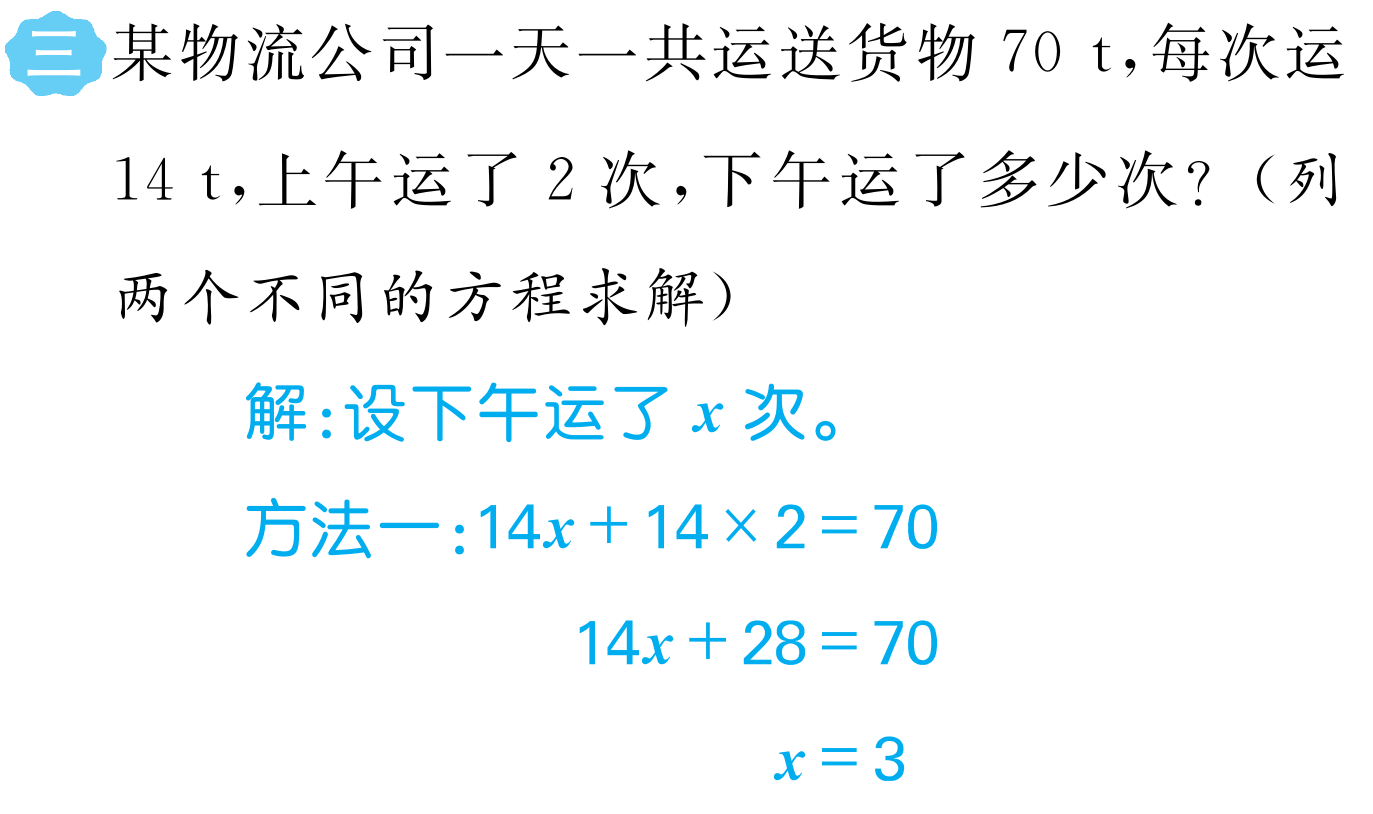 三 某物流公司一天一共运送货物 70 t,每次运
14 t,上午运了 2 次,下午运了多少次?(列
两个不同的方程求解)
解:设下午运了 x 次。
方法一:14x+14×2=70
14x+28=70
x=3